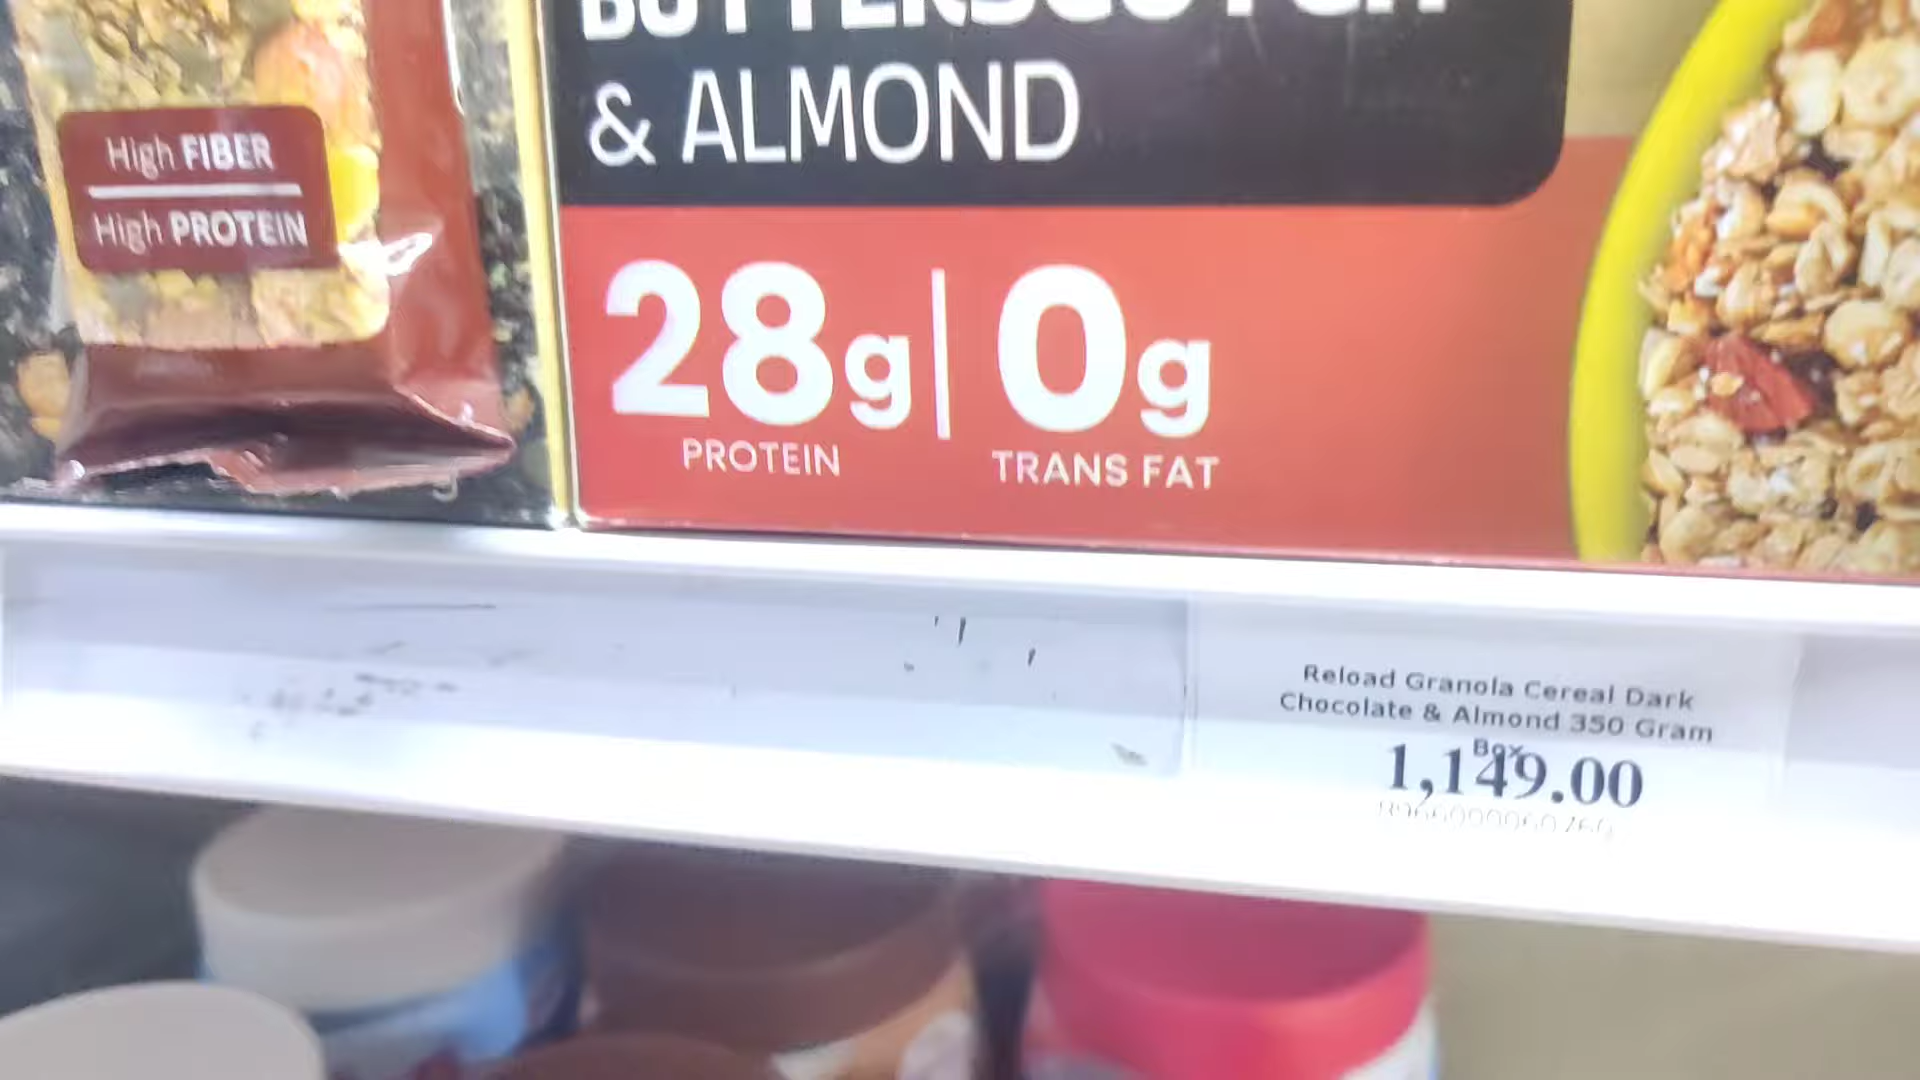 High FIBER
High PROTEIN
BUTTERSCOTCH
& ALMOND
28g | 0g
PROTEIN
TRANS FAT
Reload Granola Cereal Dark
Chocolate & Almond 350 Gram
Box
1,149.00